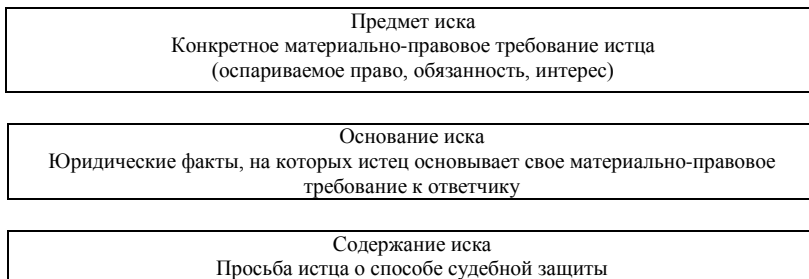 Предмет иска
Конкретное материально-правовое требование истца
(оспариваемое право, обязанность, интерес)
Основание иска
Юридические факты, на которых истец основывает свое материально-правовое
требование к ответчику
Содержание иска
Просьба истца о способе судебной защиты